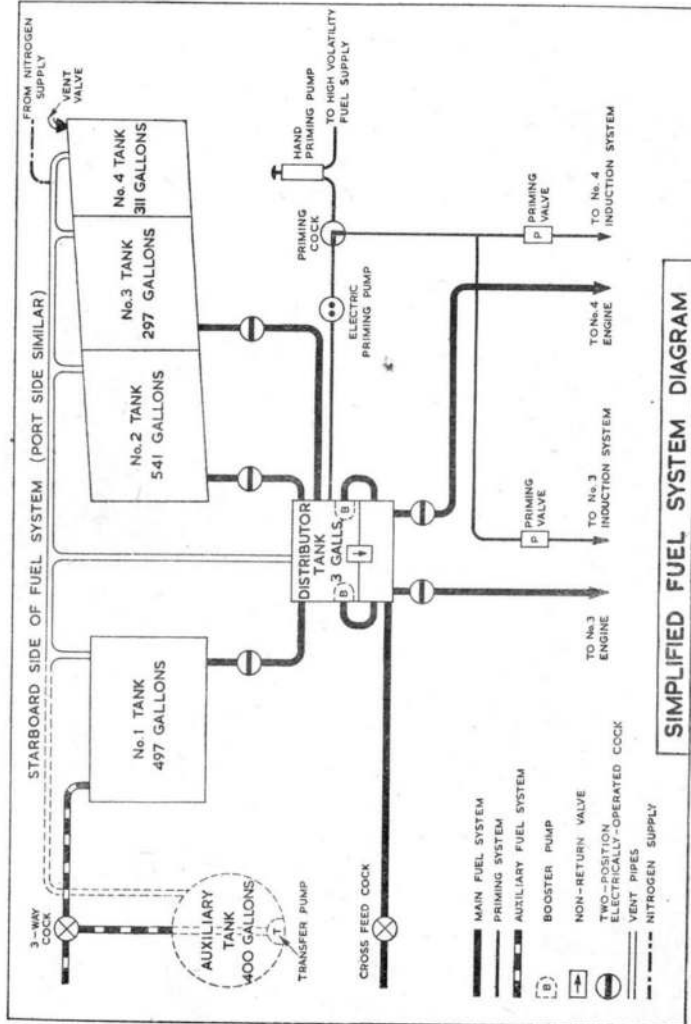 STARBOARD SIDE OF FUEL SYSTEM (PORT SIDE SIMILAR)
FROM NITROGEN
SUPPLY
VENT
VALVE
3-WAY
COCK
No.1 TANK
497 GALLONS
No.2 TANK
541 GALLONS
No.3 TANK
297 GALLONS
No.4 TANK
311 GALLONS
AUXILIARY
TANK
400 GALLONS
T
TRANSFER PUMP
DISTRIBUTOR
TANK
3 GALLS.
B
B
HAND
PRIMING PUMP
TO HIGH VOLATILITY
FUEL SUPPLY
PRIMING
COCK
ELECTRIC
PRIMING PUMP
CROSS FEED COCK
P
PRIMING
VALVE
P
PRIMING
VALVE
TO No.3
ENGINE
TO No.3
INDUCTION SYSTEM
TO No.4
ENGINE
TO No.4
INDUCTION SYSTEM
MAIN FUEL SYSTEM
PRIMING SYSTEM
AUXILIARY FUEL SYSTEM
B
BOOSTER PUMP
NON-RETURN VALVE
TWO-POSITION
ELECTRICALLY-OPERATED COCK
VENT PIPES
NITROGEN SUPPLY
SIMPLIFIED FUEL SYSTEM DIAGRAM